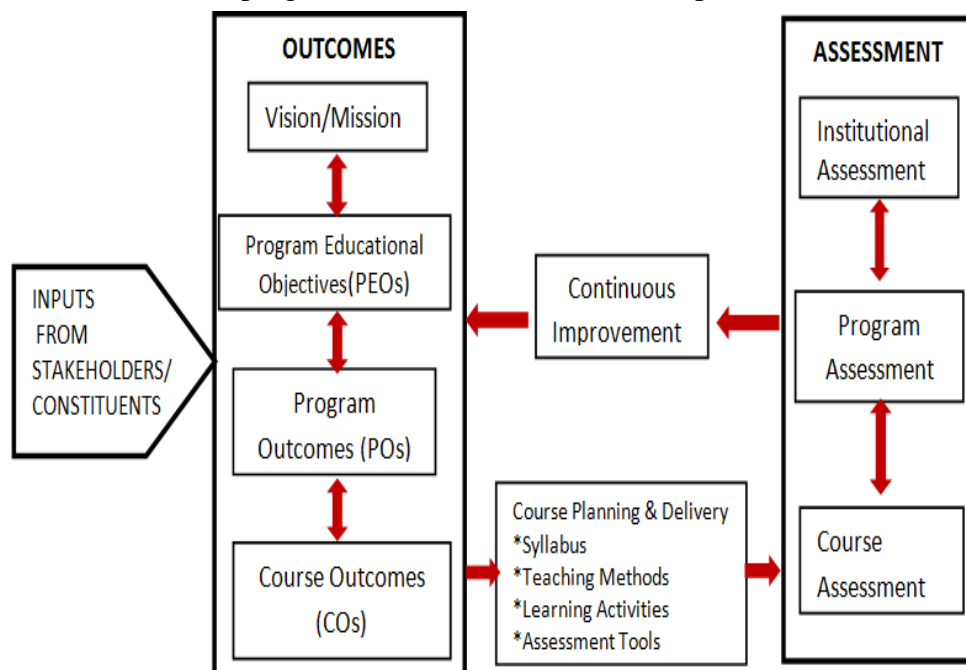 OUTCOMES
Vision/Mission
Program Educational
Objectives(PEOs)
Program
Outcomes (POs)
Course Outcomes
(COs)
INPUTS
FROM
STAKEHOLDERS/
CONSTITUENTS
Continuous
Improvement
Course Planning & Delivery
*Syllabus
*Teaching Methods
*Learning Activities
*Assessment Tools
ASSESSMENT
Institutional
Assessment
Program
Assessment
Course
Assessment